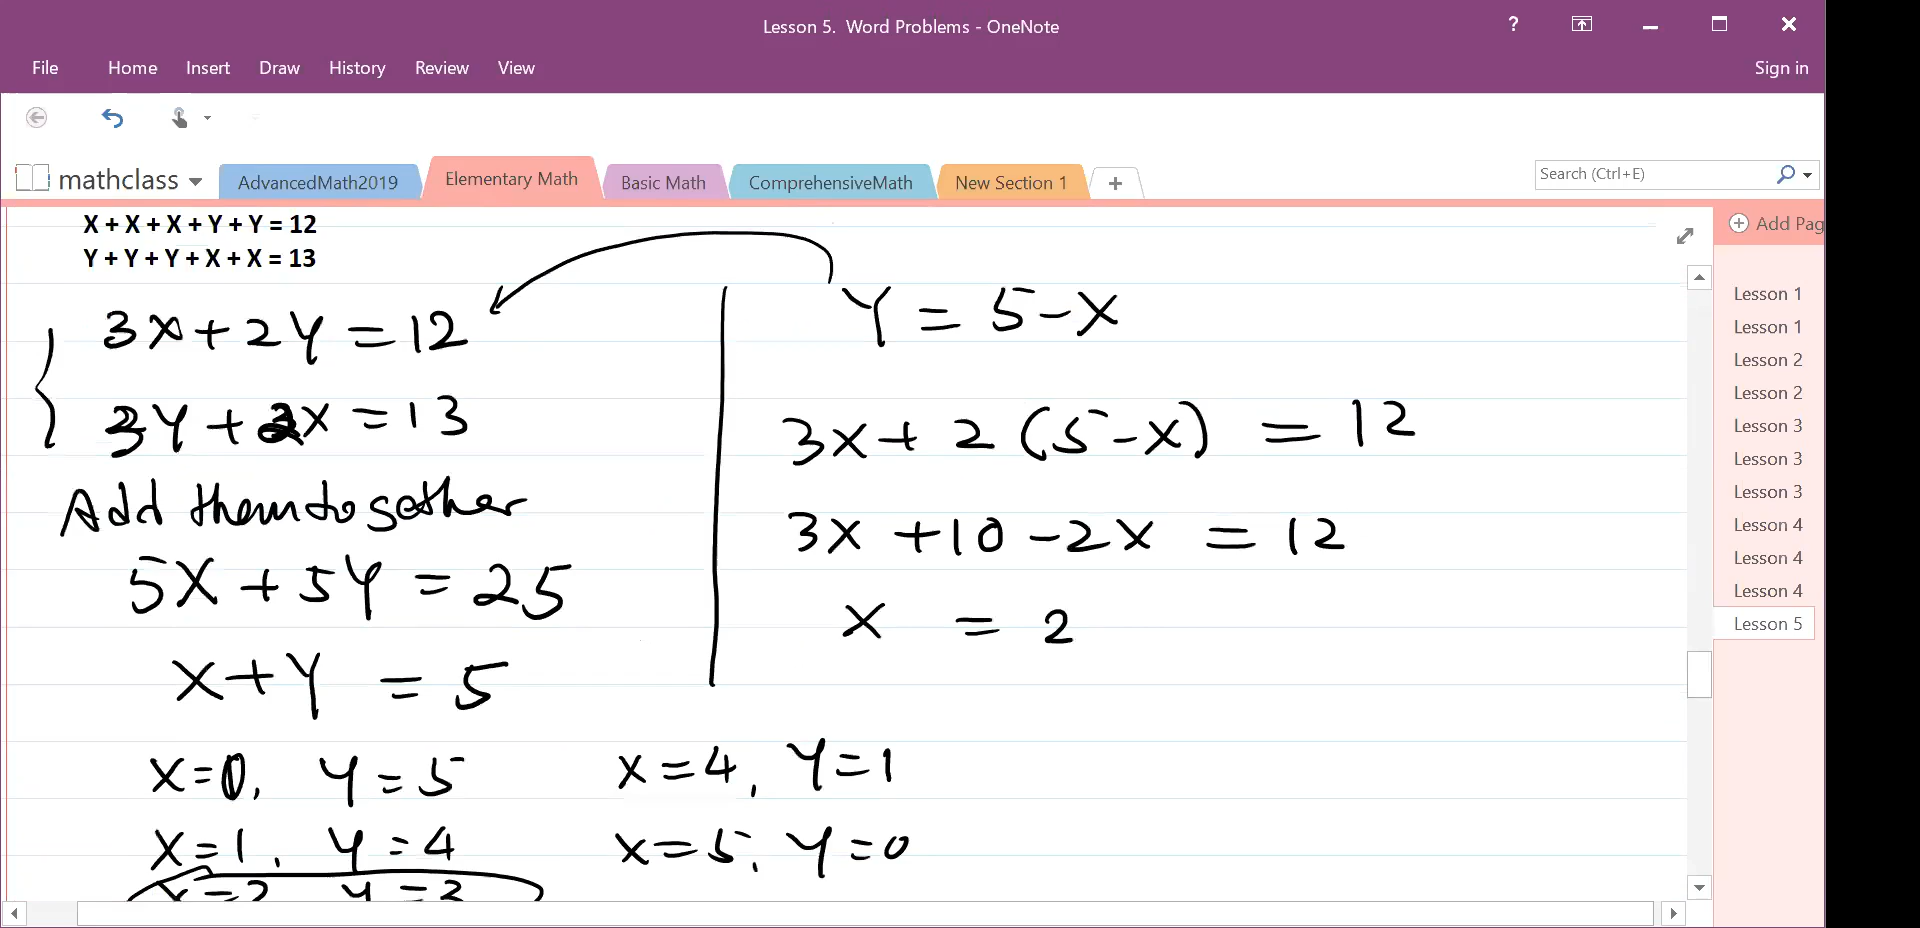 Lesson 5. Word Problems - OneNote
?
File Home Insert Draw History Review View Sign in
mathclass AdvancedMath2019 Elementary Math Basic Math ComprehensiveMath New Section 1 +
Search (Ctrl+E)
X + X + X + Y + Y = 12
Y + Y + Y + X + X = 13
3X + 2Y = 12
3Y + 2X = 13
Add them together
5X + 5Y = 25
X + Y = 5
X = 0, Y = 5
X = 1, Y = 4
X = 2 Y = 3
Y = 5 - X
3X + 2 (5 - X) = 12
3X + 10 - 2X = 12
X = 2
X = 4, Y = 1
X = 5, Y = 0
Add Pag
Lesson 1
Lesson 1
Lesson 2
Lesson 2
Lesson 3
Lesson 3
Lesson 3
Lesson 4
Lesson 4
Lesson 4
Lesson 5